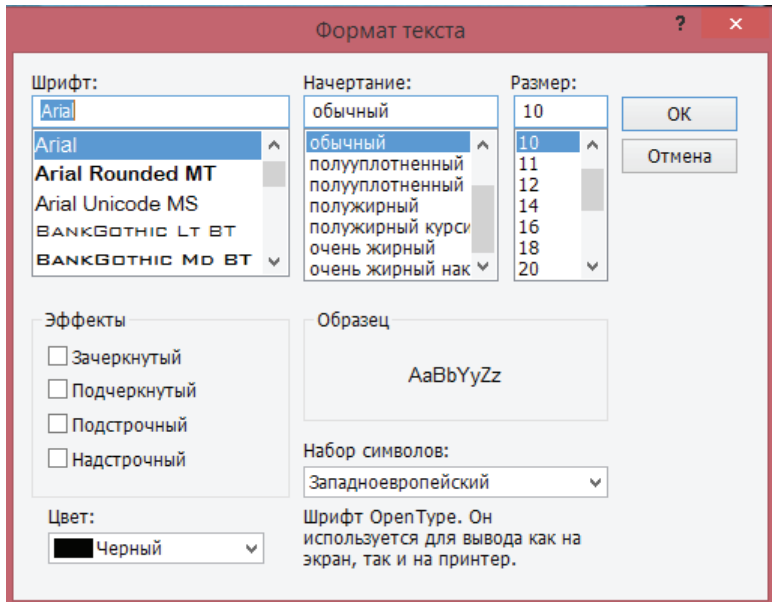 Формат текста
?
×
Шрифт:
Начертание:
Размер:
Arial
обычный
10
ОК
Отмена
Arial
Arial Rounded MT
Arial Unicode MS
BankGothic Lt BT
BankGothic Md BT
обычный
полууплотненный
полууплотненный
полужирный
полужирный курси
очень жирный
очень жирный нак
10
11
12
14
16
18
20
Эффекты
Зачеркнутый
Подчеркнутый
Подстрочный
Надстрочный
Образец
AaBbYyZz
Набор символов:
Западноевропейский
Цвет:
Черный
Шрифт OpenType. Он
используется для вывода как на
экран, так и на принтер.